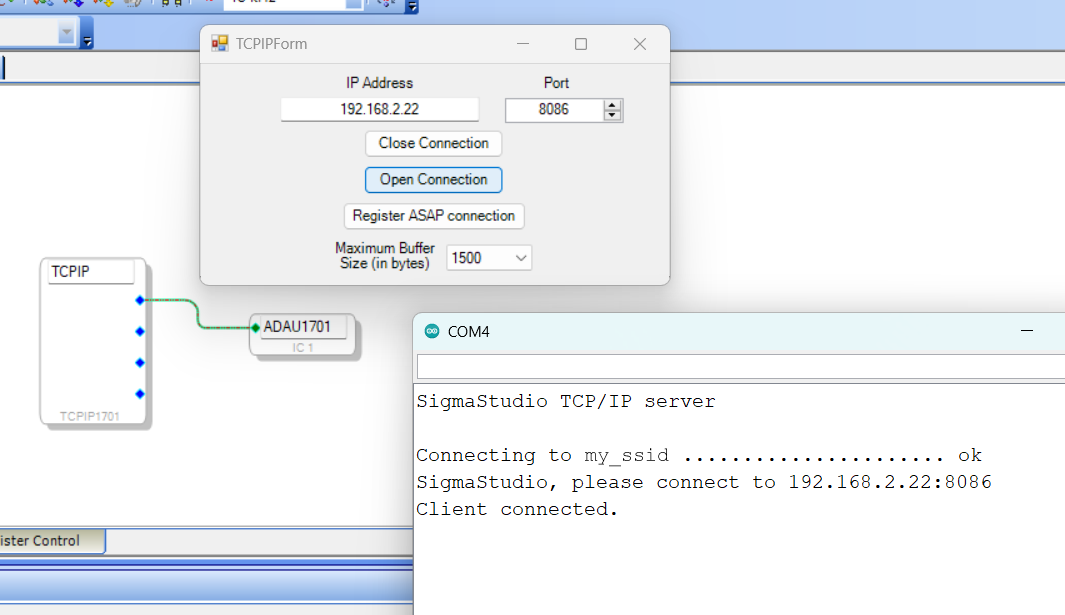 TCPIPForm
IP Address
Port
192.168.2.22
8086
Close Connection
Open Connection
Register ASAP connection
Maximum Buffer
Size (in bytes)
1500
TCPIP
TCPIP1701
ADAU1701
IC 1
COM4
SigmaStudio TCP/IP server
Connecting to my_ssid ...................... ok
SigmaStudio, please connect to 192.168.2.22:8086
Client connected.
ister Control